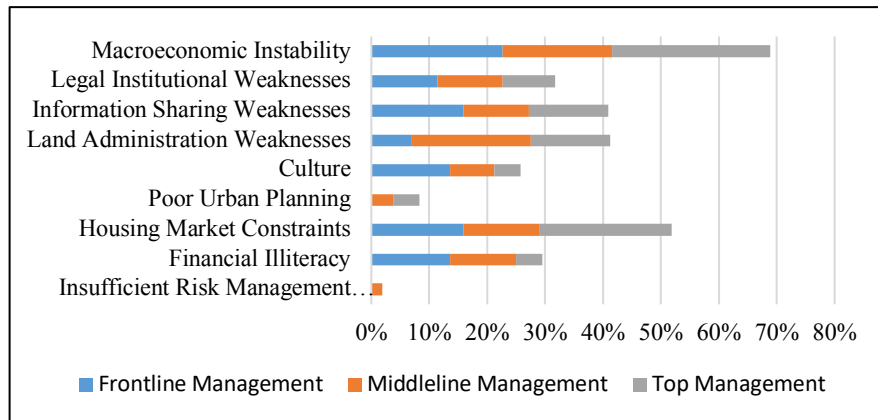 Macroeconomic Instability
Legal Institutional Weaknesses
Information Sharing Weaknesses
Land Administration Weaknesses
Culture
Poor Urban Planning
Housing Market Constraints
Financial Illiteracy
Insufficient Risk Management…
0% 10% 20% 30% 40% 50% 60% 70% 80%
Frontline Management Middleline Management Top Management